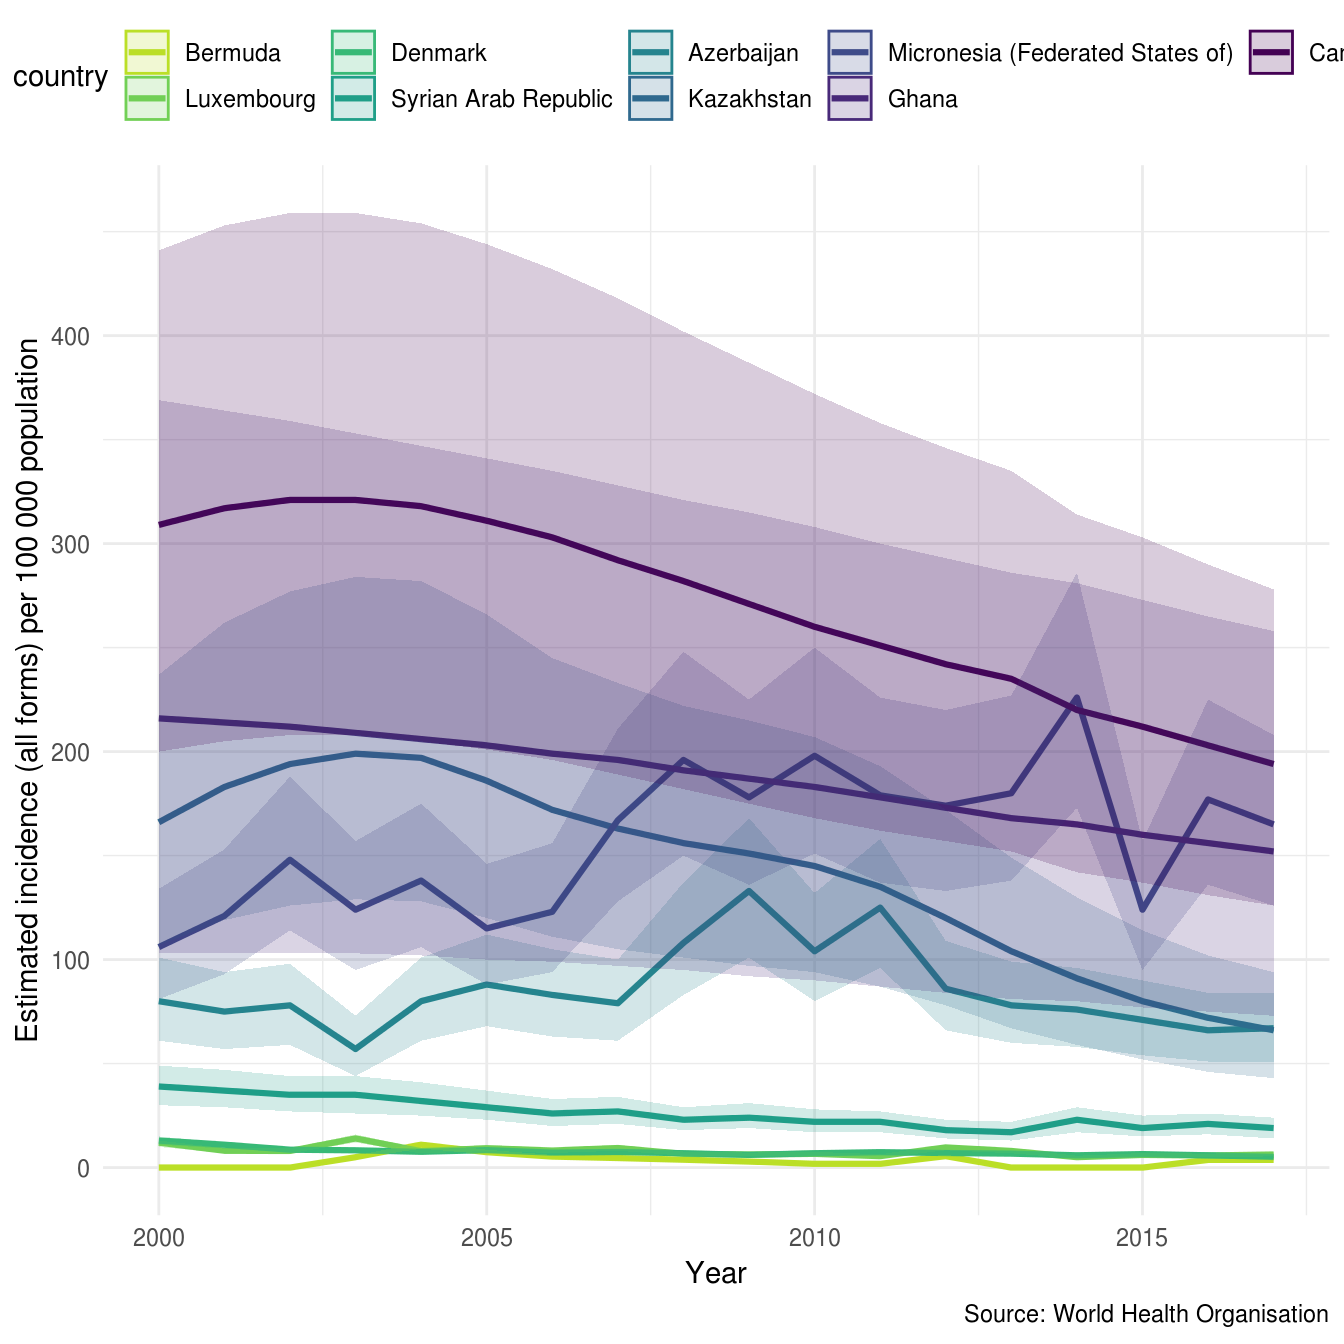 country
Bermuda Denmark Azerbaijan Micronesia (Federated States of)
Luxembourg Syrian Arab Republic Kazakhstan Ghana
Estimated incidence (all forms) per 100 000 population
400
300
200
100
0
2000 2005 2010 2015
Year
Source: World Health Organisation